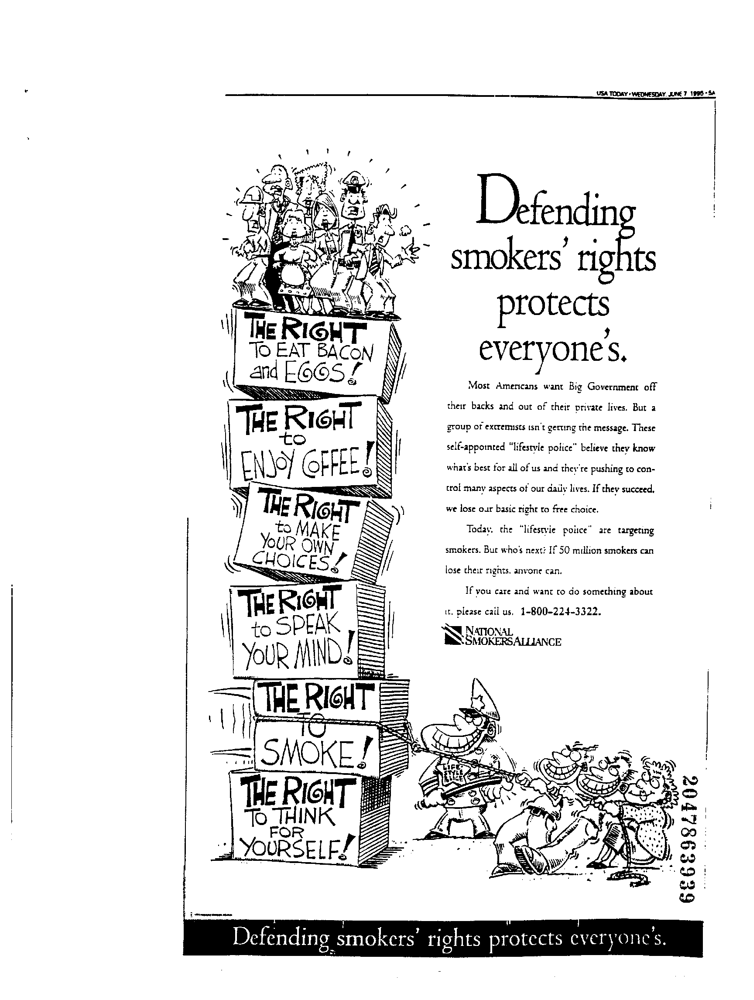 USA TODAY · WEDNESDAY, JUNE 7, 1995 · 5A
THE RIGHT
TO EAT BACON
and EGGS!
THE RIGHT
to
ENJOY COFFEE!
THE RIGHT
to MAKE
YOUR OWN
CHOICES!
THE RIGHT
to SPEAK
YOUR MIND!
THE RIGHT
TO
SMOKE!
THE RIGHT
TO THINK
FOR
YOURSELF!
Defending
smokers' rights
protects
everyone's.
Most Americans want Big Government off
their backs and out of their private lives. But a
group of extremists isn't getting the message. These
self-appointed "lifestyle police" believe they know
what's best for all of us and they're pushing to con-
trol many aspects of our daily lives. If they succeed,
we lose our basic right to free choice.
Today, the "lifestyle police" are targeting
smokers. But who's next? If 50 million smokers can
lose their rights, anyone can.
If you care and want to do something about
it, please call us. 1-800-224-3322.
NATIONAL
SMOKERS ALLIANCE
LIFE
STYLE
2047863939
Defending smokers' rights protects everyone's.